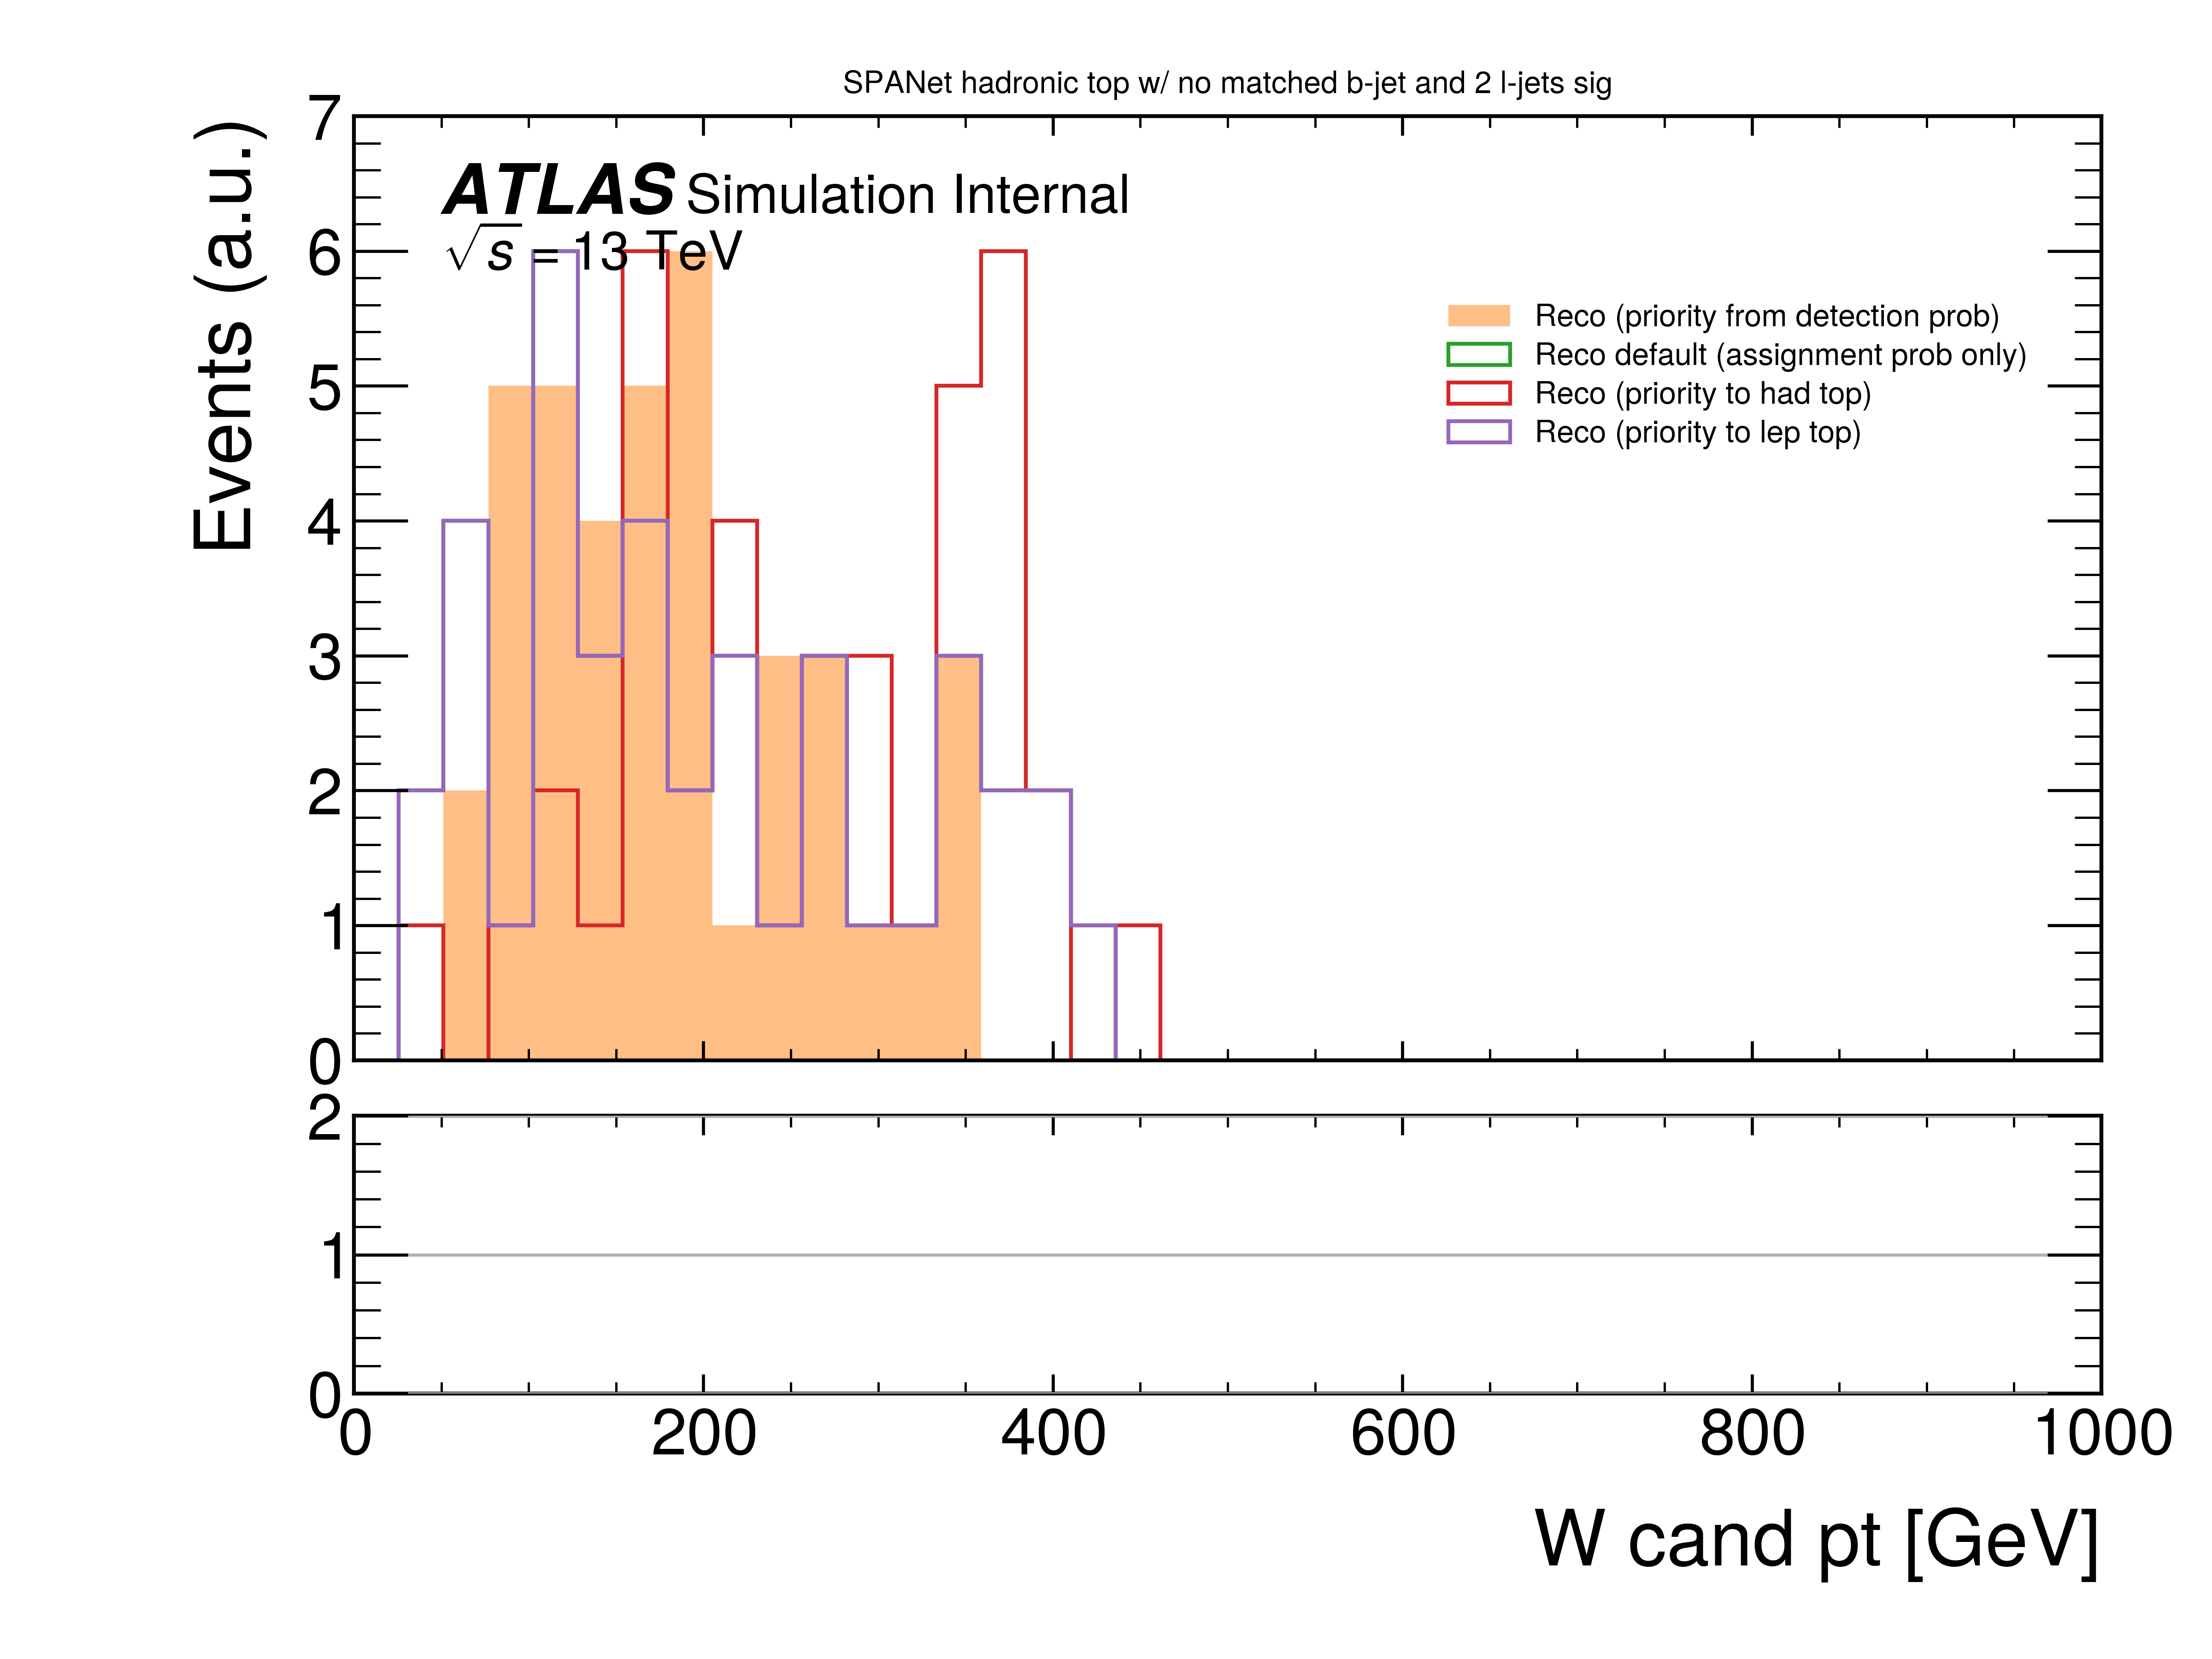 SPANet hadronic top w/ no matched b-jet and 2 l-jets sig
Events (a.u.)
7
6
5
4
3
2
1
0
ATLAS Simulation Internal
√s = 13 TeV
Reco (priority from detection prob)
Reco default (assignment prob only)
Reco (priority to had top)
Reco (priority to lep top)
2
1
0
0 200 400 600 800 1000
W cand pt [GeV]